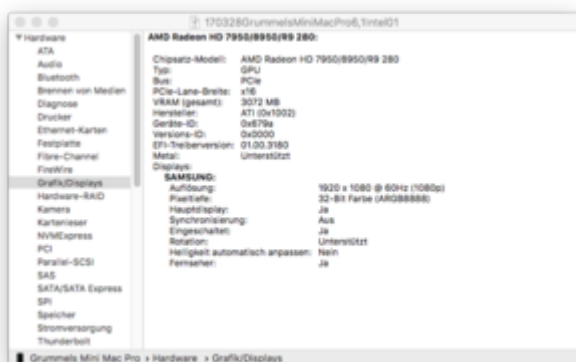 170328GrummelsMiniMacPro6,1Intel01
Hardware
ATA
Audio
Bluetooth
Brennen von Medien
Diagnose
Drucker
Ethernet-Karten
Festplatte
Fibre-Channel
FireWire
Grafik/Displays
Hardware-RAID
Kamera
Kartenleser
NVMExpress
PCI
Parallel-SCSI
SAS
SATA/SATA Express
SPI
Speicher
Stromversorgung
Thunderbolt
AMD Radeon HD 7950/8950/R9 280:
Chipsatz-Modell: AMD Radeon HD 7950/8950/R9 280
Typ: GPU
Bus: PCIe
PCIe-Lane-Breite: x16
VRAM (gesamt): 3072 MB
Hersteller: ATI (0x1002)
Geräte-ID: 0x679a
Versions-ID: 0x0000
EFI-Treiberversion: 01.00.3180
Metal: Unterstützt
Displays:
SAMSUNG:
Auflösung: 1920 x 1080 @ 60Hz (1080p)
Pixeltiefe: 32-Bit Farbe (ARGB8888)
Hauptdisplay: Ja
Synchronisierung: Aus
Eingeschaltet: Ja
Rotation: Unterstützt
Helligkeit automatisch anpassen: Nein
Fernseher: Ja
Grummels Mini Mac Pro › Hardware › Grafik/Displays